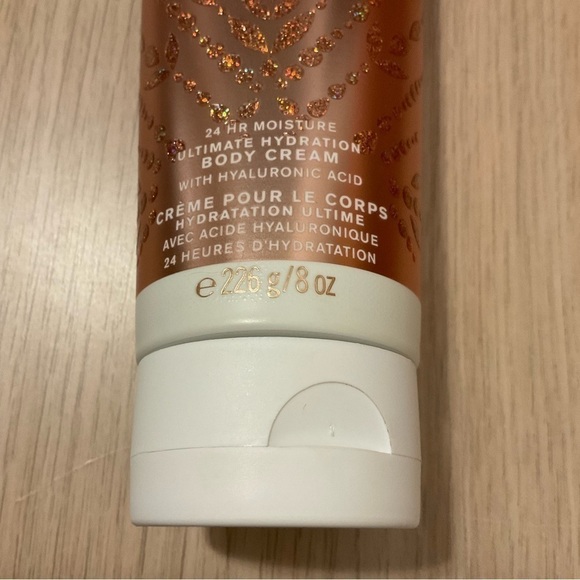 24 HR MOISTURE
ULTIMATE HYDRATION
BODY CREAM
WITH HYALURONIC ACID
CRÈME POUR LE CORPS
HYDRATATION ULTIME
AVEC ACIDE HYALURONIQUE
24 HEURES D'HYDRATATION
℮ 226 g/8 oz